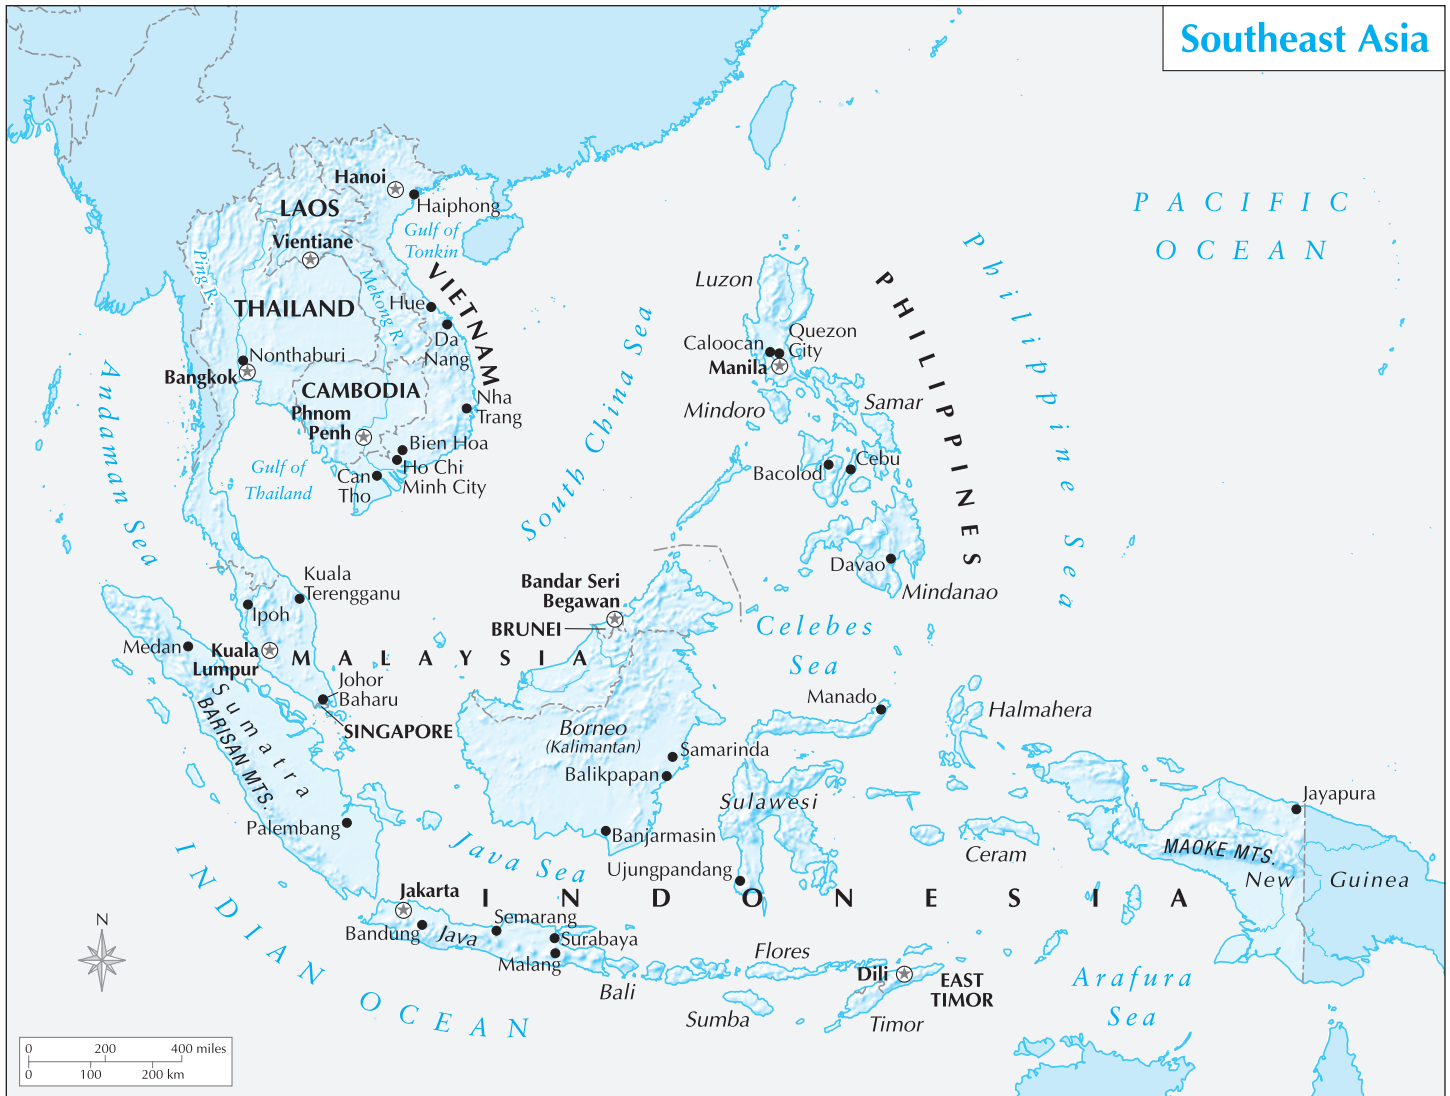 Southeast Asia
PACIFIC
OCEAN
Philippine Sea
PHILIPPINES
Hanoi
Haiphong
LAOS
Gulf of
Tonkin
Vientiane
VIETNAM
Ping R.
Mekong R.
THAILAND
Hue
Da
Nang
Nonthaburi
Bangkok
CAMBODIA
Phnom
Penh
Nha
Trang
Bien Hoa
Ho Chi
Minh City
Can
Tho
Gulf of
Thailand
Andaman Sea
South China Sea
Luzon
Quezon
City
Caloocan
Manila
Mindoro
Samar
Cebu
Bacolod
Davao
Mindanao
Kuala
Terengganu
Ipoh
Bandar Seri
Begawan
BRUNEI
Celebes
Sea
Medan
Kuala
Lumpur
MALAYSIA
Johor
Baharu
SINGAPORE
Sumatra
BARISAN MTS.
Palembang
Borneo
(Kalimantan)
Samarinda
Balikpapan
Banjarmasin
Manado
Halmahera
Sulawesi
Ujungpandang
Ceram
Jayapura
MAOKE MTS.
New Guinea
INDONESIA
Java Sea
INDIAN OCEAN
Jakarta
Bandung
Java
Semarang
Surabaya
Malang
Bali
Flores
Sumba
Dili
EAST
TIMOR
Timor
Arafura
Sea
N
0 200 400 miles
0 100 200 km